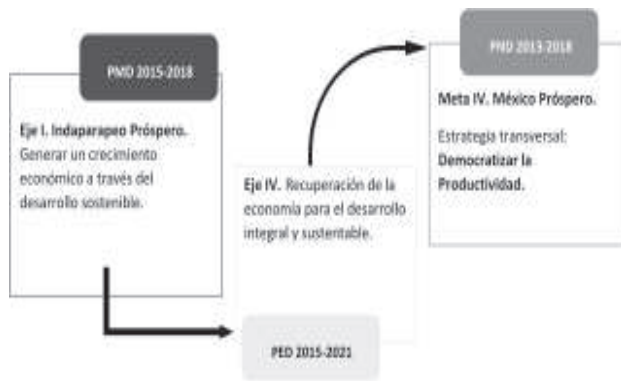 PMD 2015-2018
Eje I. Indaparapeo Próspero.
Generar un crecimiento
económico a través del
desarrollo sostenible.
Eje IV. Recuperación de la
economía para el desarrollo
integral y sustentable.
PED 2015-2021
PND 2013-2018
Meta IV. México Próspero.
Estrategia transversal:
Democratizar la
Productividad.